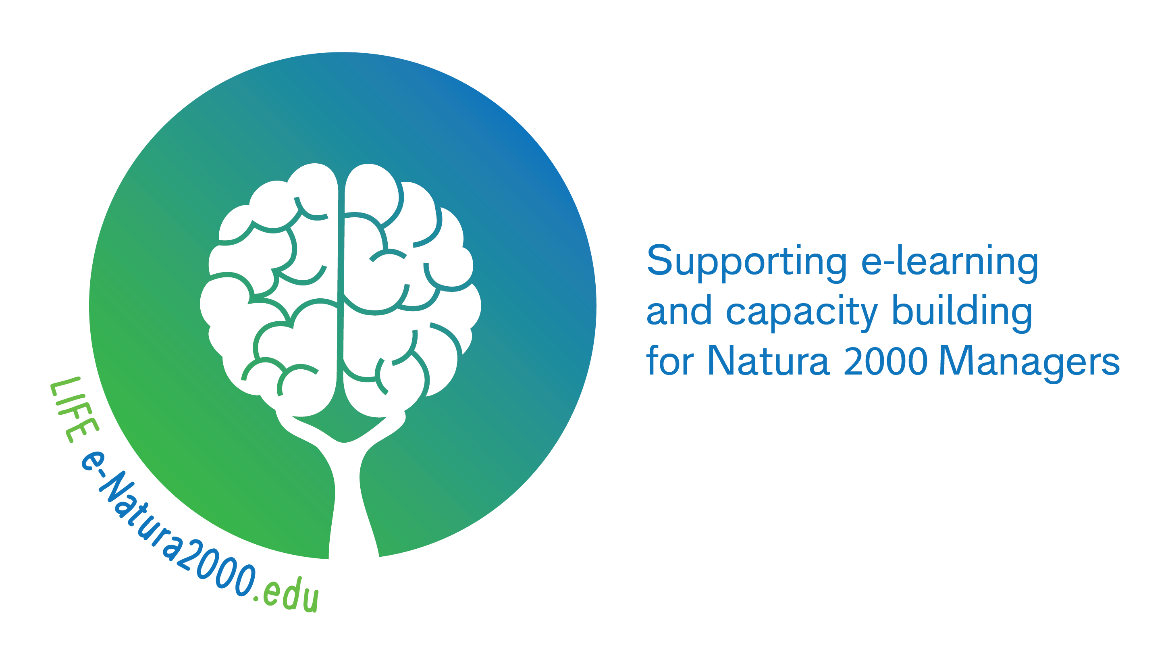 Supporting e-learning
and capacity building
for Natura 2000 Managers
LIFE e-Natura2000.edu